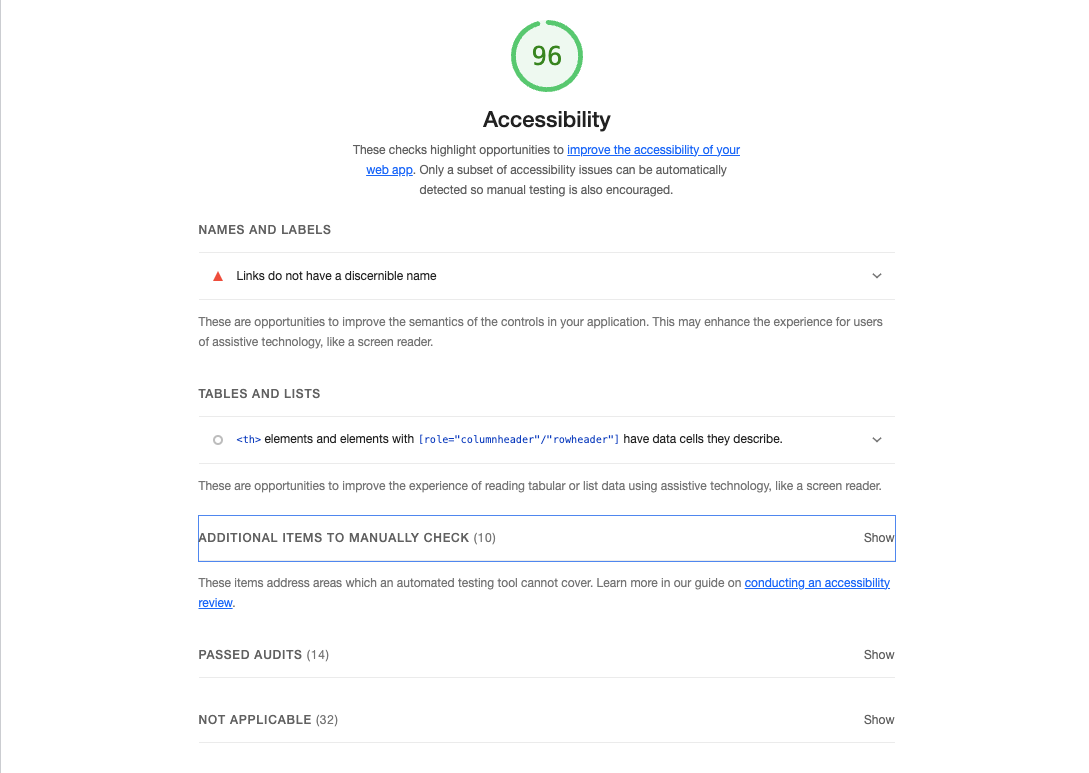 96
Accessibility
These checks highlight opportunities to improve the accessibility of your
web app. Only a subset of accessibility issues can be automatically
detected so manual testing is also encouraged.
NAMES AND LABELS
Links do not have a discernible name
These are opportunities to improve the semantics of the controls in your application. This may enhance the experience for users
of assistive technology, like a screen reader.
TABLES AND LISTS
<th> elements and elements with [role="columnheader"/"rowheader"] have data cells they describe.
These are opportunities to improve the experience of reading tabular or list data using assistive technology, like a screen reader.
ADDITIONAL ITEMS TO MANUALLY CHECK (10) Show
These items address areas which an automated testing tool cannot cover. Learn more in our guide on conducting an accessibility
review.
PASSED AUDITS (14) Show
NOT APPLICABLE (32) Show